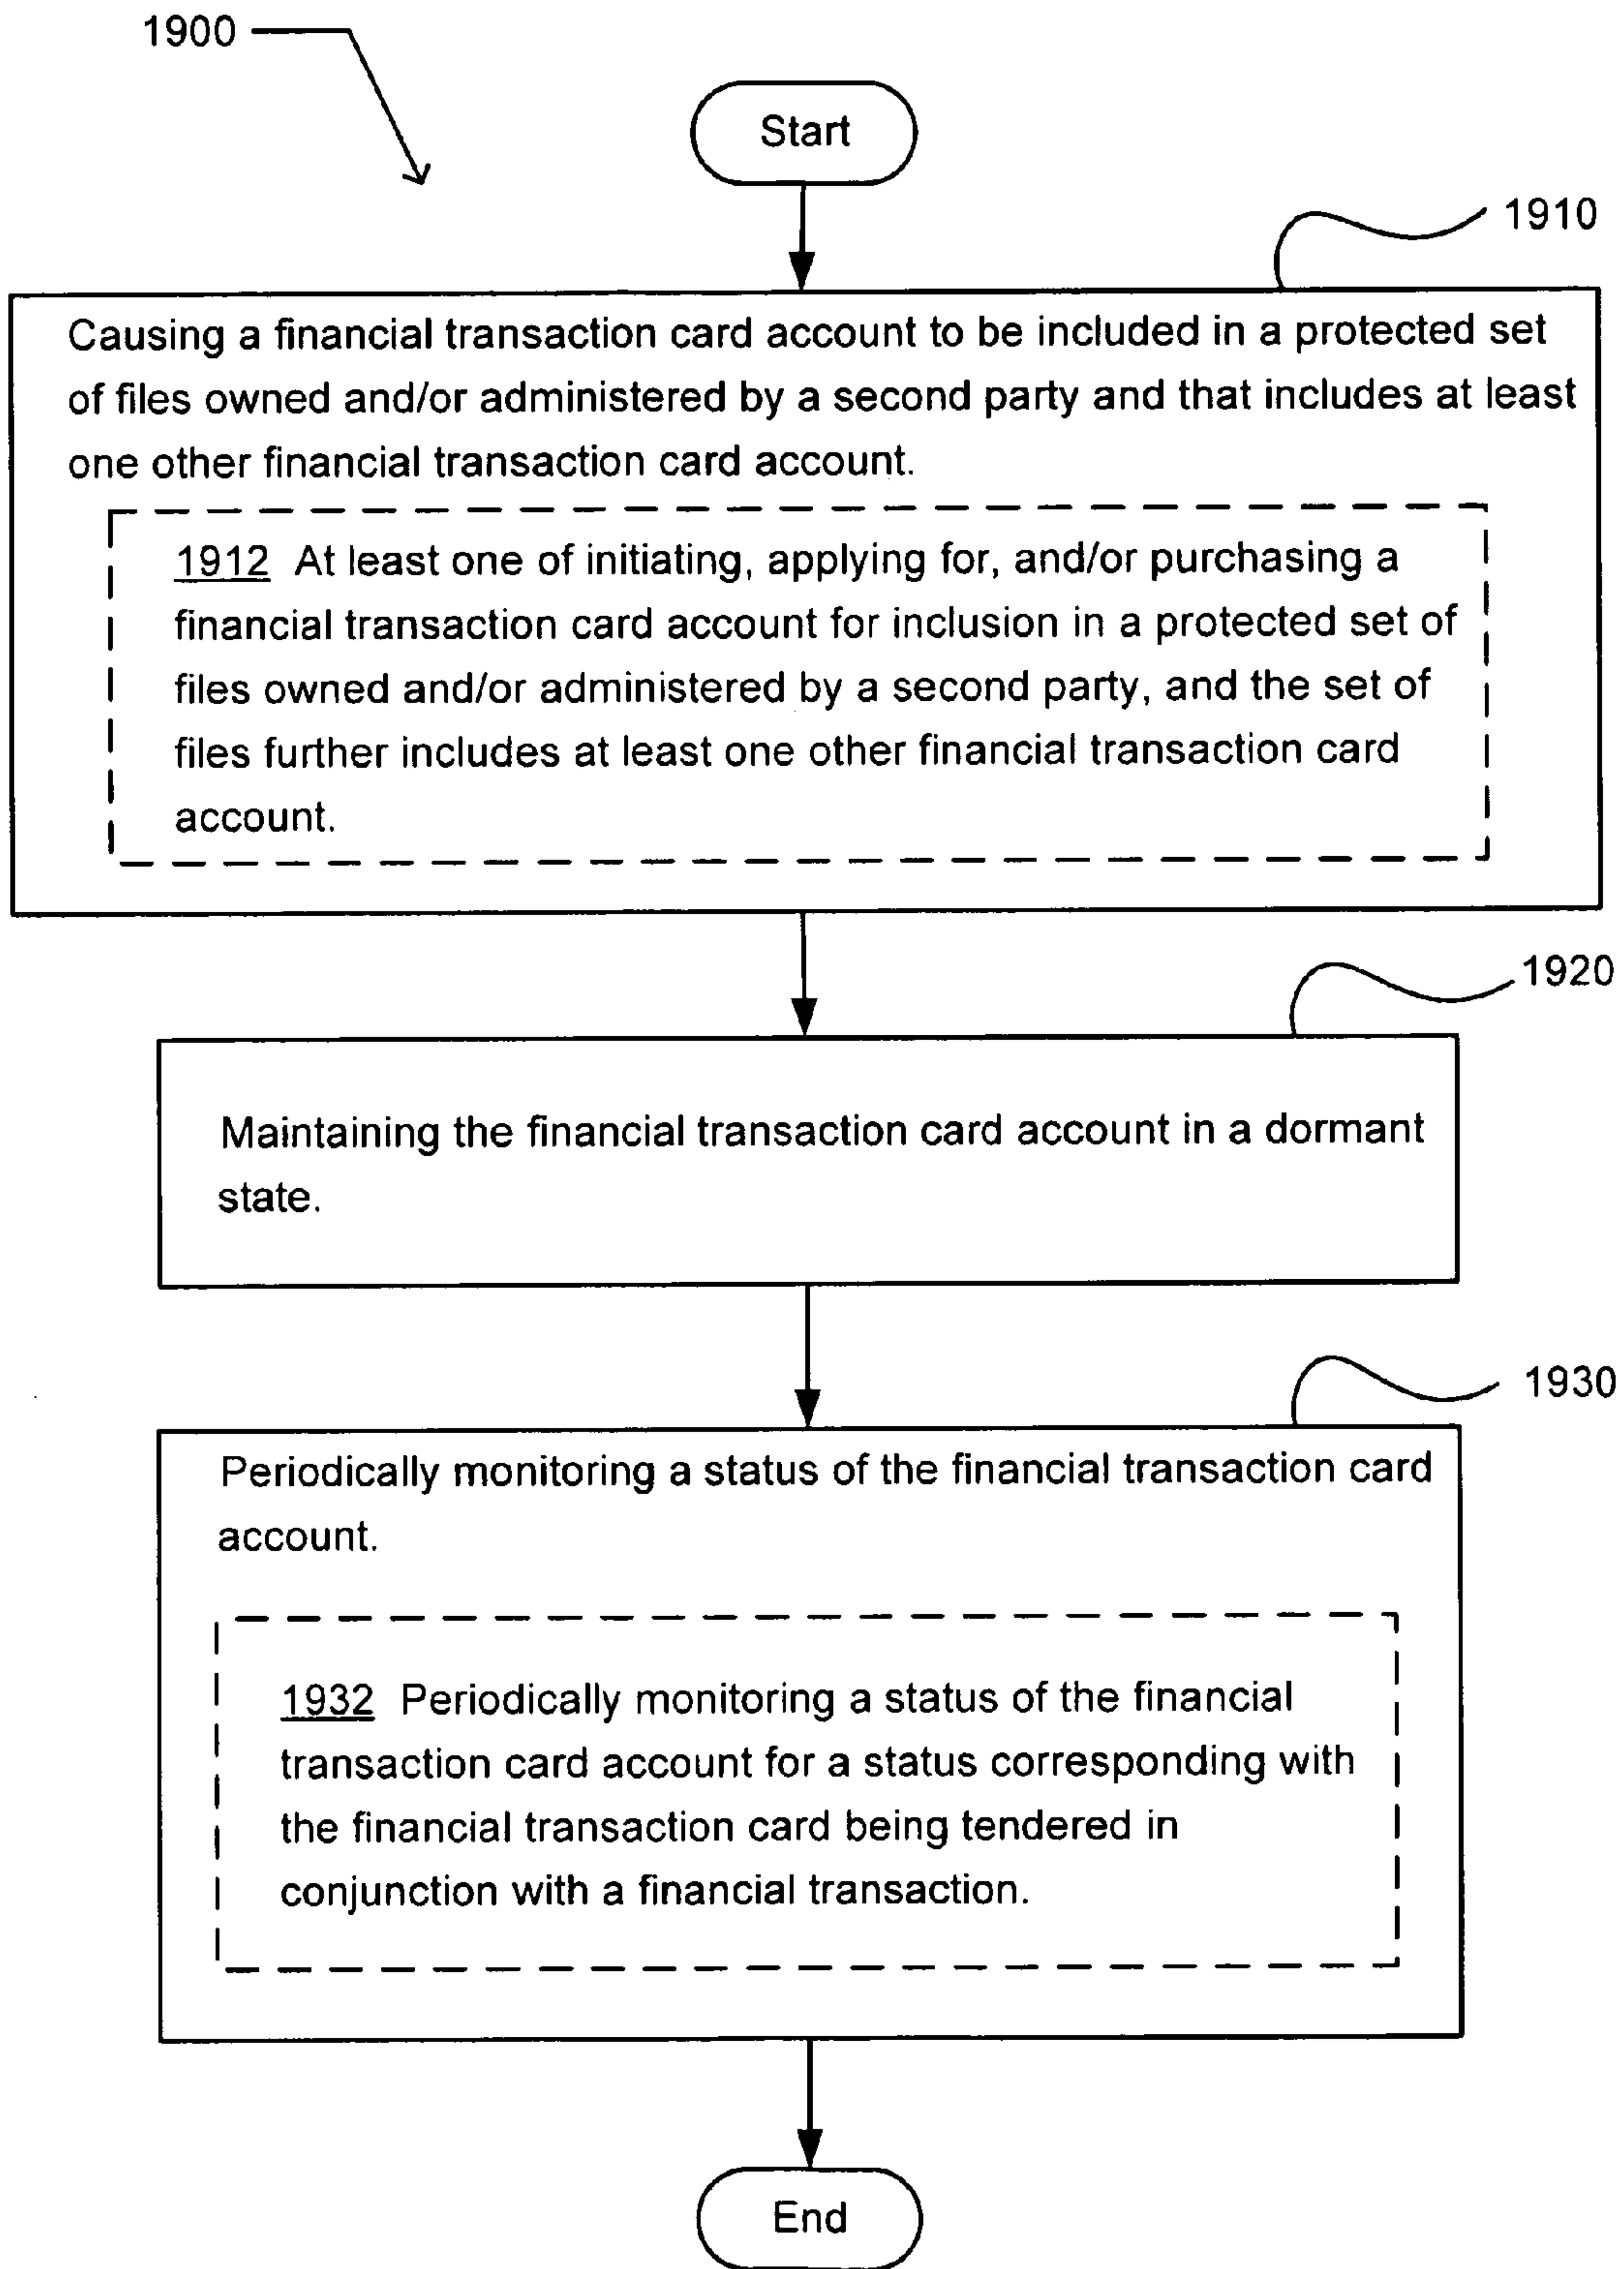 1900
Start
1910
Causing a financial transaction card account to be included in a protected set
of files owned and/or administered by a second party and that includes at least
one other financial transaction card account.
1912 At least one of initiating, applying for, and/or purchasing a
financial transaction card account for inclusion in a protected set of
files owned and/or administered by a second party, and the set of
files further includes at least one other financial transaction card
account.
1920
Maintaining the financial transaction card account in a dormant
state.
1930
Periodically monitoring a status of the financial transaction card
account.
1932 Periodically monitoring a status of the financial
transaction card account for a status corresponding with
the financial transaction card being tendered in
conjunction with a financial transaction.
End